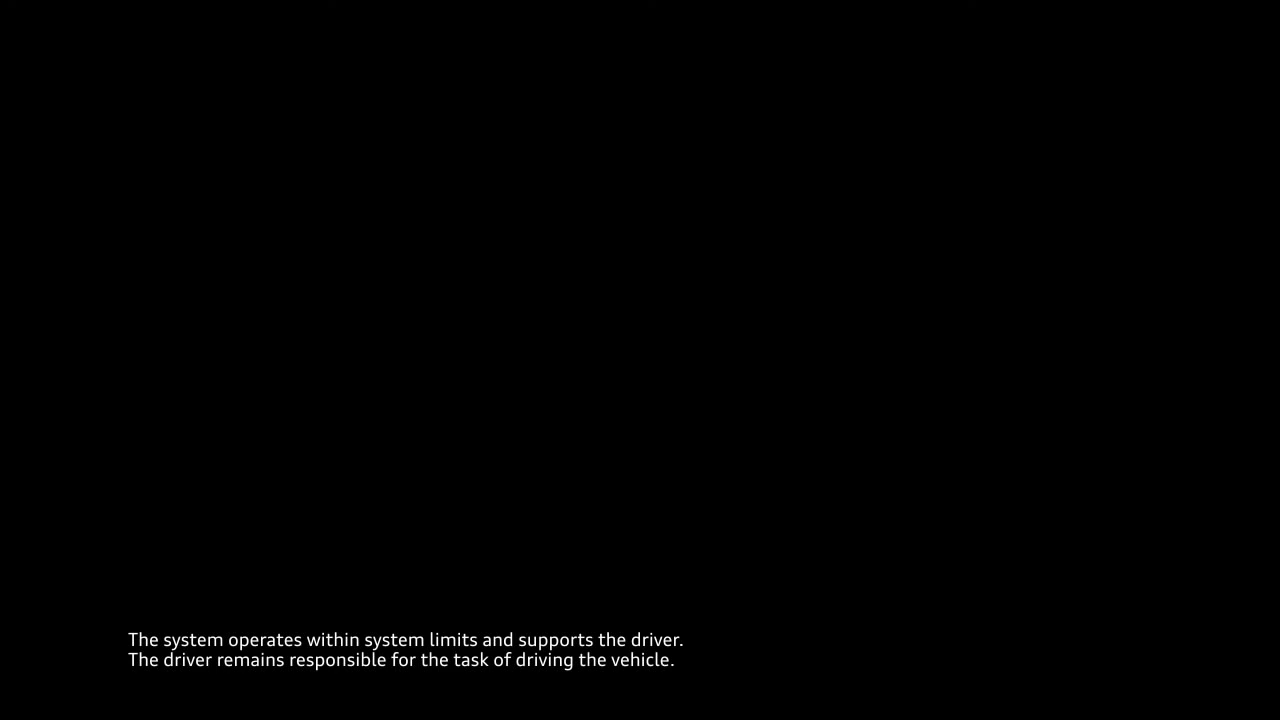 The system operates within system limits and supports the driver.
The driver remains responsible for the task of driving the vehicle.